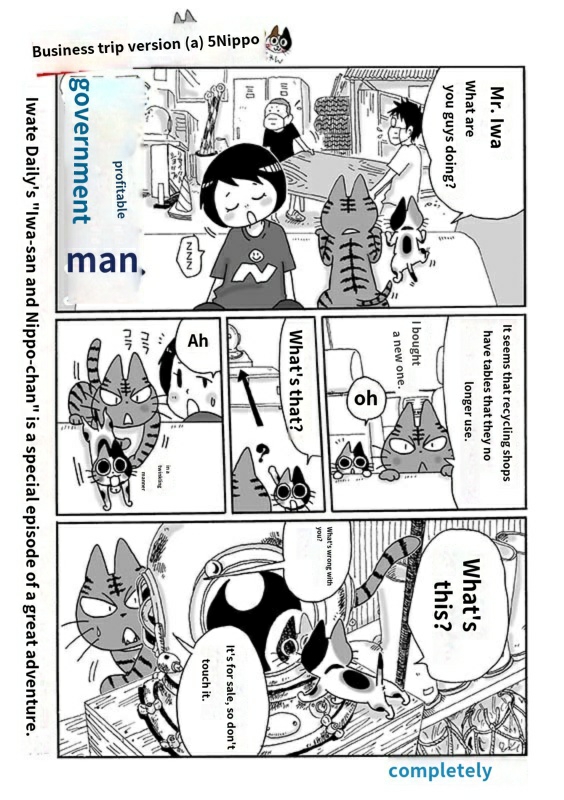 Business trip version (a) 5Nippo
Mr. Iwa
What are
you guys doing?
government
profitable
man.
ZZZ
It seems that recycling shops
have tables that they no
longer use.
I bought
a new one.
oh
What's that?
?
Ah
in a
twinkling
manner
What's
this?
What's wrong with
you?
It's for sale, so don't
touch it.
completely
Iwate Daily's "Iwa-san and Nippo-chan" is a special episode of a great adventure.